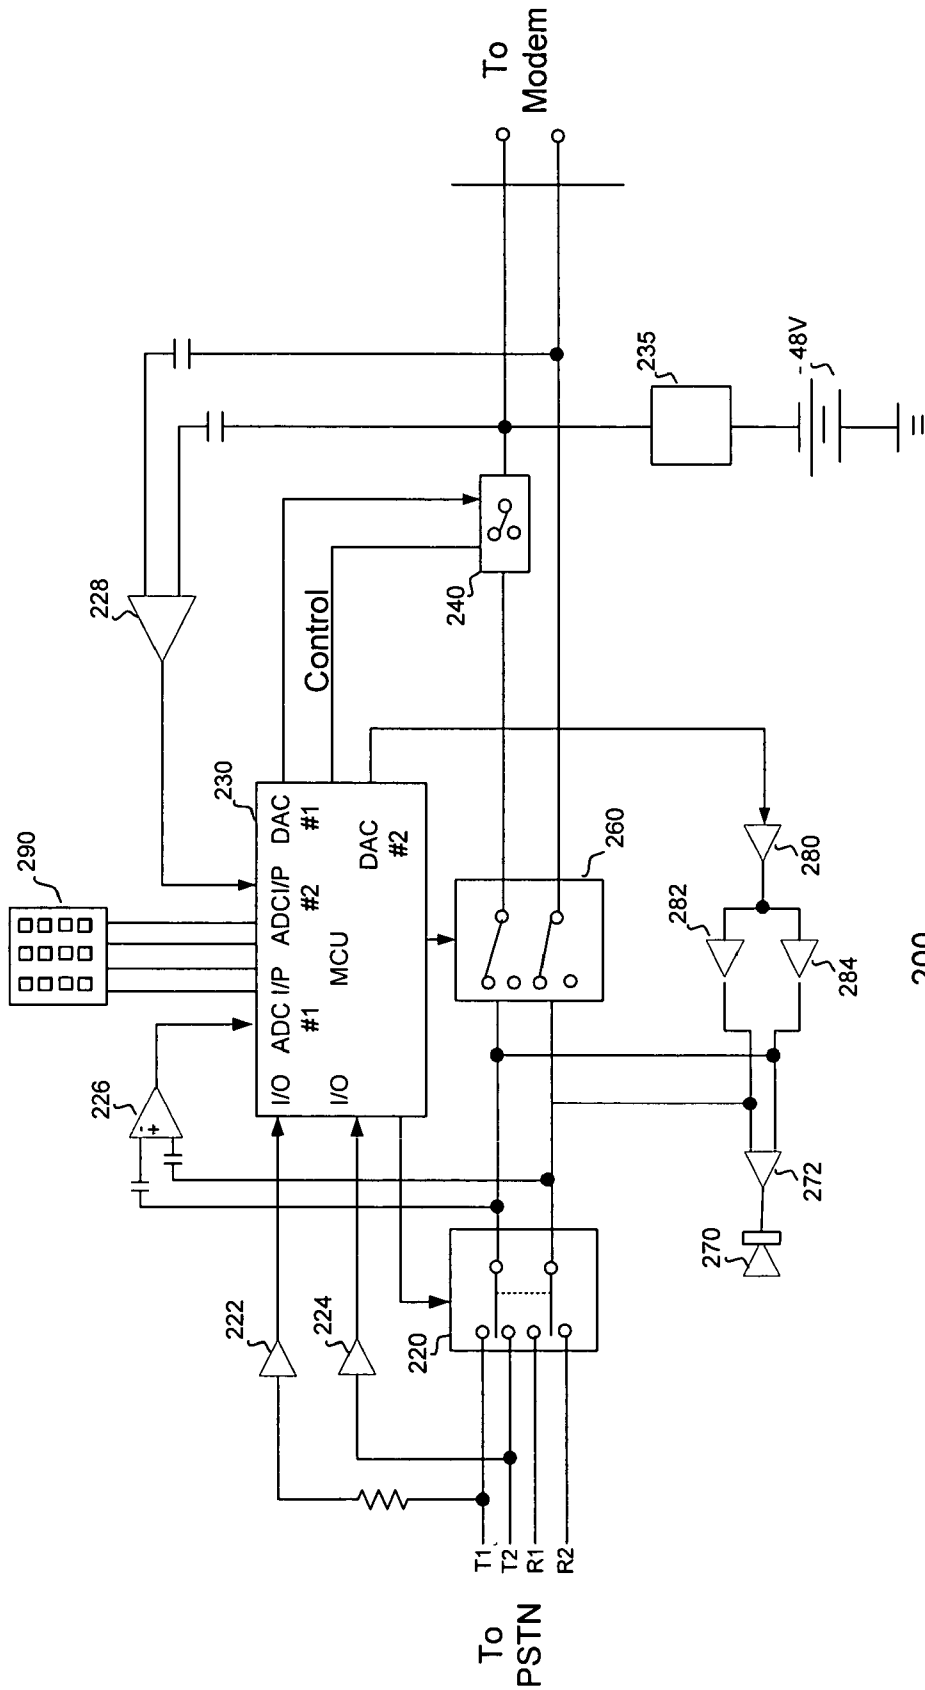 290
226
228
222
230
I/O
ADC I/P
#1
ADCI/P
#2
DAC
#1
224
I/O
MCU
DAC
#2
Control
220
240
260
T1
T2
R1
R2
To
PSTN
To
Modem
235
-48V
282
270
272
280
284
200